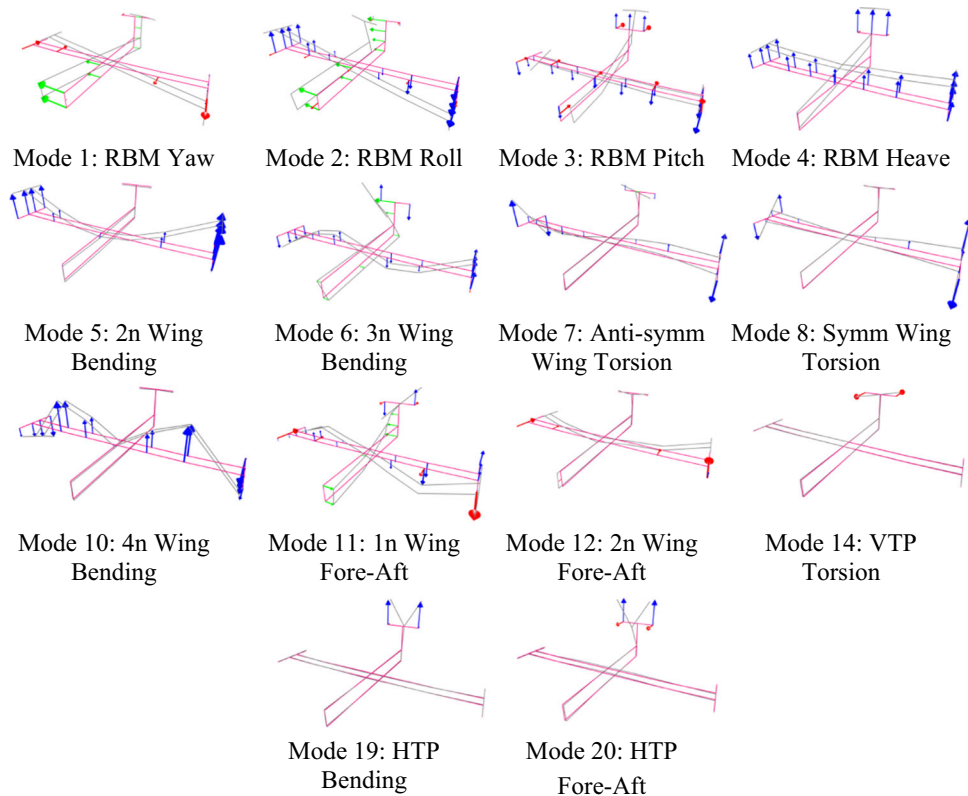 Mode 1: RBM Yaw
Mode 2: RBM Roll
Mode 3: RBM Pitch
Mode 4: RBM Heave
Mode 5: 2n Wing
Bending
Mode 6: 3n Wing
Bending
Mode 7: Anti-symm
Wing Torsion
Mode 8: Symm Wing
Torsion
Mode 10: 4n Wing
Bending
Mode 11: 1n Wing
Fore-Aft
Mode 12: 2n Wing
Fore-Aft
Mode 14: VTP
Torsion
Mode 19: HTP
Bending
Mode 20: HTP
Fore-Aft